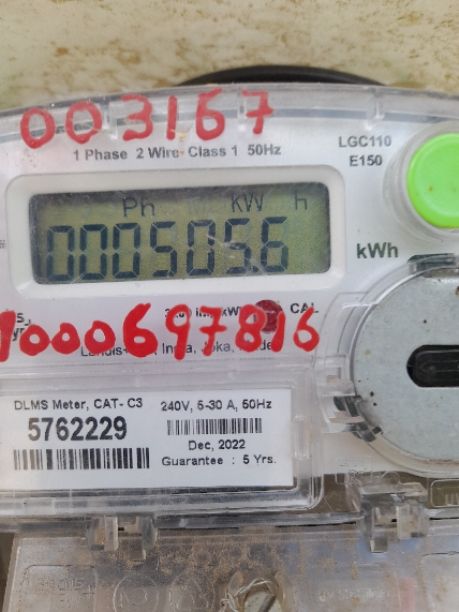 003167
1 Phase 2 Wire Class 1 50Hz
LGC110
E150
Ph kW h
0005056
kWh
CAL
1000697816
DLMS Meter, CAT- C3
240V, 5-30 A, 50Hz
5762229
Dec, 2022
Guarantee : 5 Yrs.